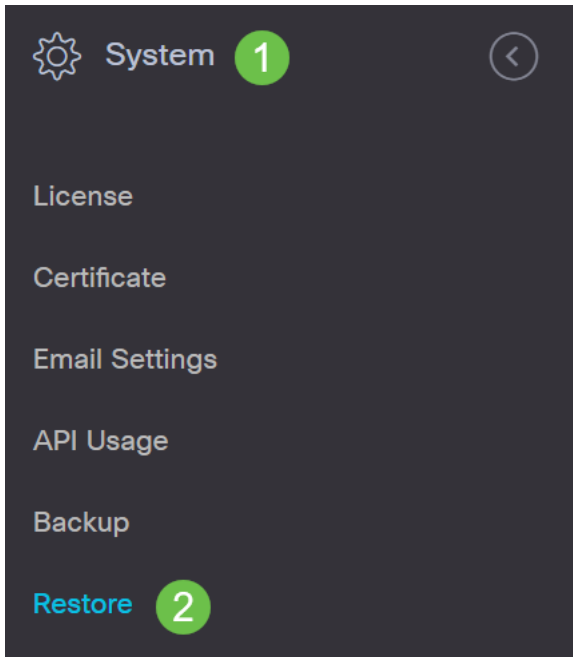 System 1
License
Certificate
Email Settings
API Usage
Backup
Restore 2